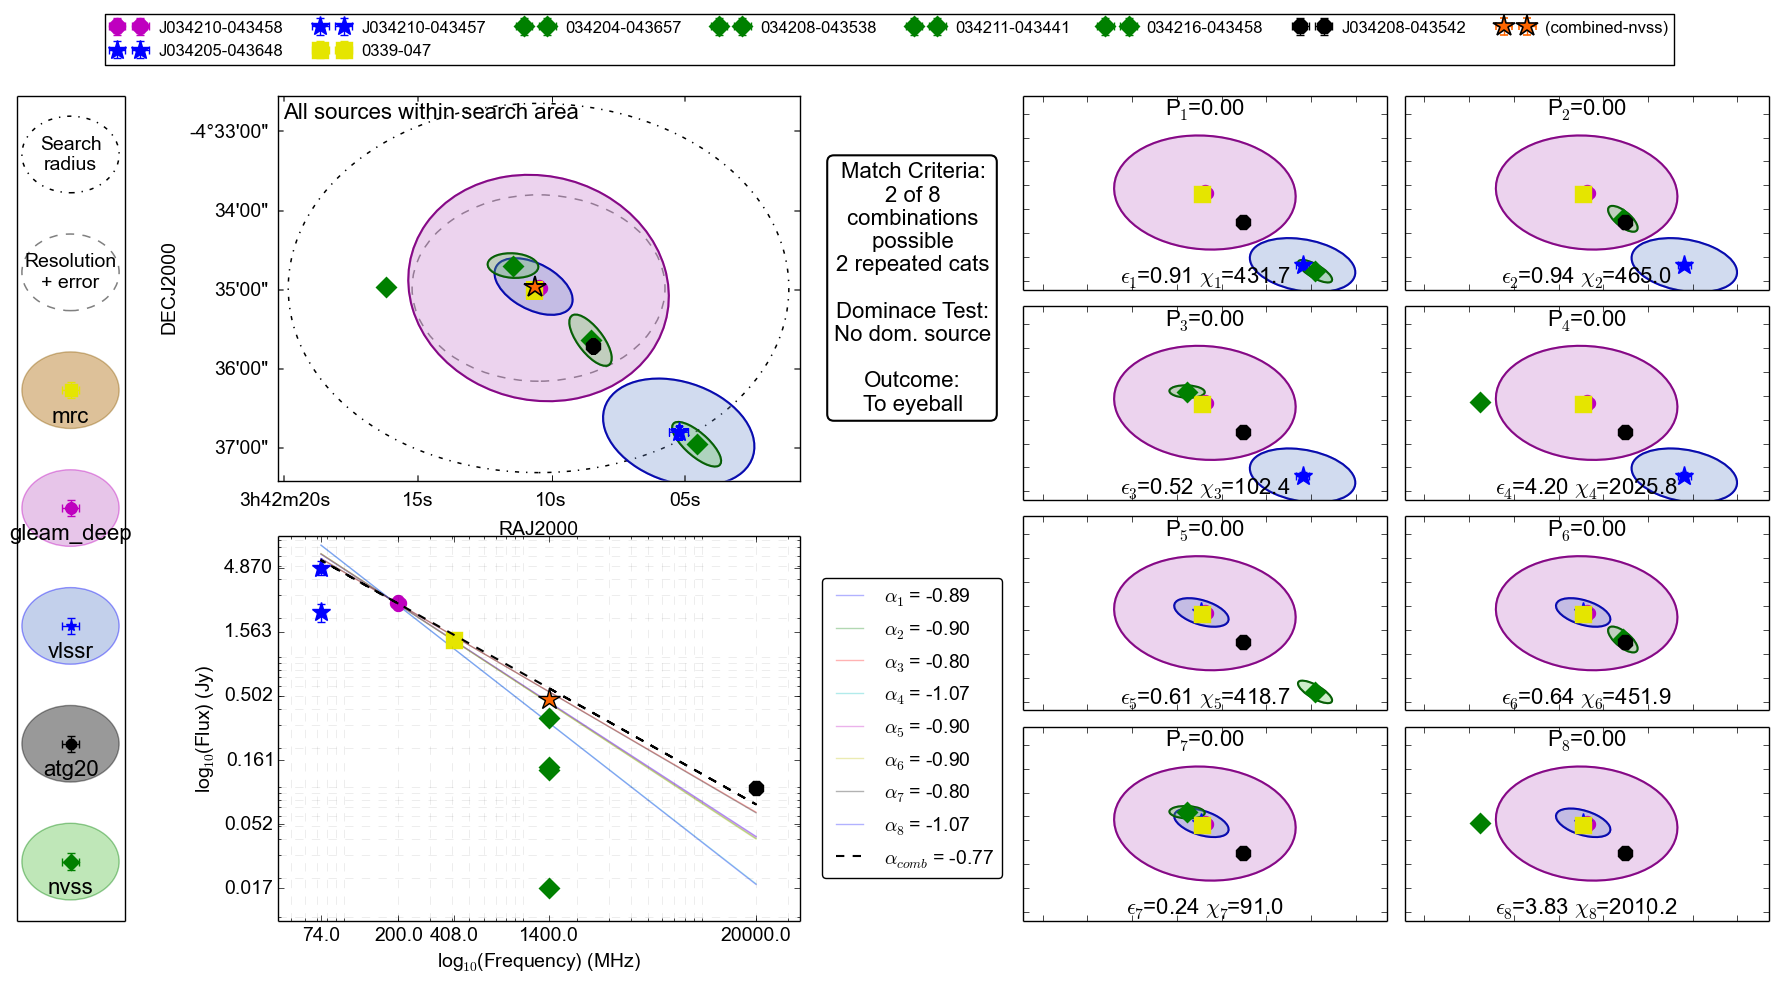 J034210-043458 J034210-043457 034204-043657 034208-043538 034211-043441 034216-043458 J034208-043542 (combined-nvss)
J034205-043648 0339-047
Search
radius
Resolution
+ error
mrc
gleam_deep
vlssr
atg20
nvss
All sources within search area
-4°33'00"
34'00"
35'00"
36'00"
37'00"
DECJ2000
3h42m20s 15s 10s 05s
RAJ2000
Match Criteria:
2 of 8
combinations
possible
2 repeated cats
Dominace Test:
No dom. source
Outcome:
To eyeball
4.870
1.563
0.502
0.161
0.052
0.017
log10(Flux) (Jy)
74.0 200.0 408.0 1400.0 20000.0
log10(Frequency) (MHz)
α1 = -0.89
α2 = -0.90
α3 = -0.80
α4 = -1.07
α5 = -0.90
α6 = -0.90
α7 = -0.80
α8 = -1.07
αcomb = -0.77
P1=0.00
ϵ1=0.91 χ1=431.7
P2=0.00
ϵ2=0.94 χ2=465.0
P3=0.00
ϵ3=0.52 χ3=102.4
P4=0.00
ϵ4=4.20 χ4=2025.8
P5=0.00
ϵ5=0.61 χ5=418.7
P6=0.00
ϵ6=0.64 χ6=451.9
P7=0.00
ϵ7=0.24 χ7=91.0
P8=0.00
ϵ8=3.83 χ8=2010.2